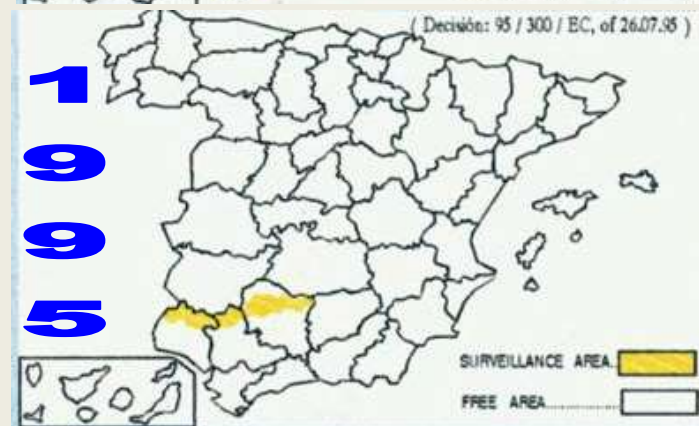 ( Decisión: 95 / 300 / EC, of 26.07.95 )
1
9
9
5
SURVEILLANCE AREA..
FREE AREA..............